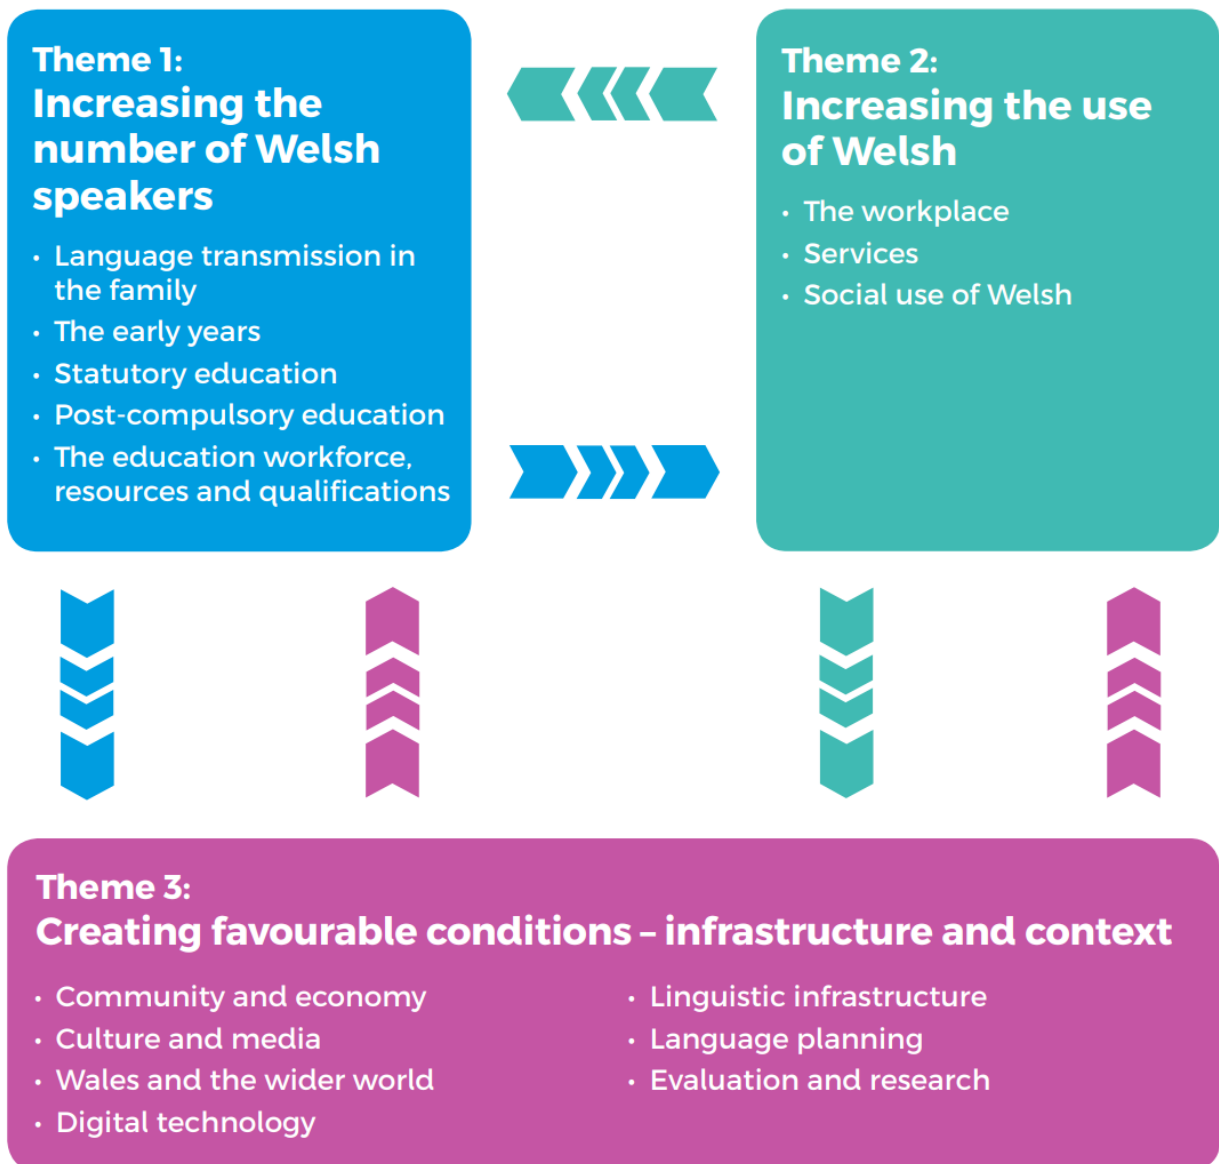 Theme 1:
Increasing the
number of Welsh
speakers
• Language transmission in
the family
• The early years
• Statutory education
• Post-compulsory education
• The education workforce,
resources and qualifications
Theme 2:
Increasing the use
of Welsh
• The workplace
• Services
• Social use of Welsh
Theme 3:
Creating favourable conditions – infrastructure and context
• Community and economy
• Culture and media
• Wales and the wider world
• Digital technology
• Linguistic infrastructure
• Language planning
• Evaluation and research